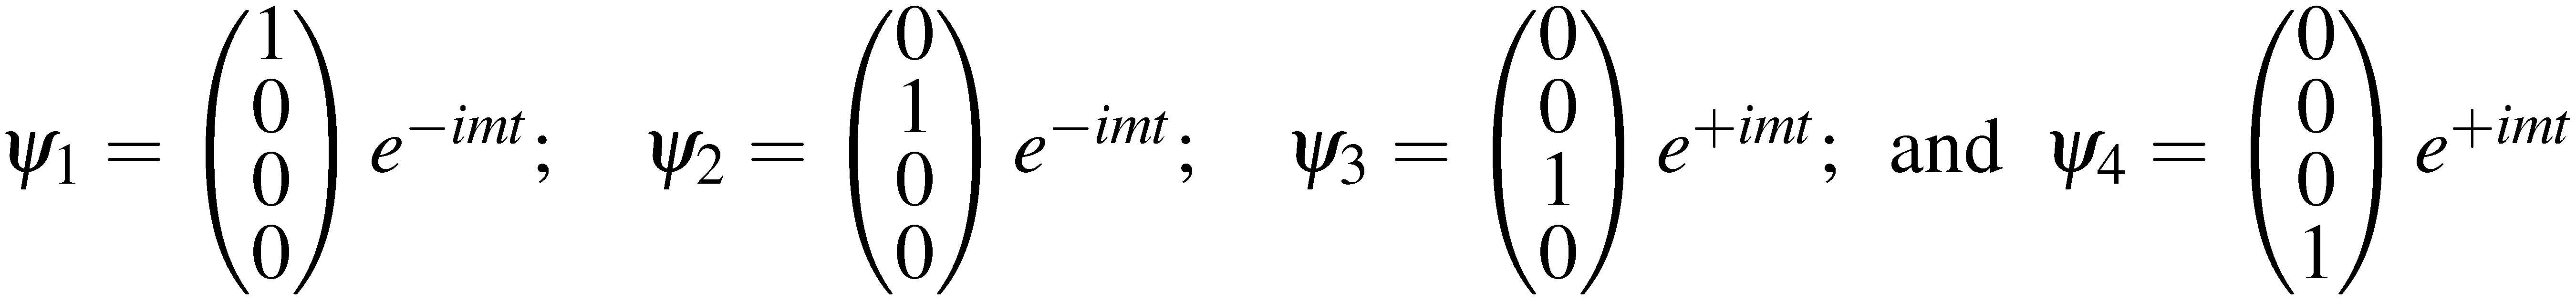 ψ₁ = (1 0 0 0) e^{−imt}; ψ₂ = (0 1 0 0) e^{−imt}; ψ₃ = (0 0 1 0) e^{+imt}; and ψ₄ = (0 0 0 1) e^{+imt}